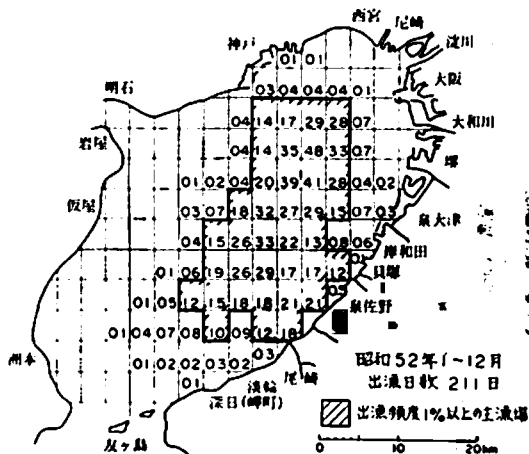 西宮 尼崎
淀川
神戸
01 01
大阪
03 04 04 04 01
明石
大和川
04 14 17 29 28 07
岩屋
04 14 35 48 33 07
堺
01 02 04 20 39 41 28 04 02
仮屋
03 07 18 32 27 29 13 07 03
泉大津
04 15 26 33 22 13 08 06
岸和田
01
貝塚
01 06 19 26 29 17 17 12
05
泉佐野
01 05 12 15 18 18 21 21
01 04 07 08 10 09 12 18
洲本
01 02 02 03 02
03
尾崎
淡輪
01
深日(岬町)
友ヶ島
昭和52年1~12月
出漁日数 211日
出漁頻度1%以上の主漁場
0 10 20km